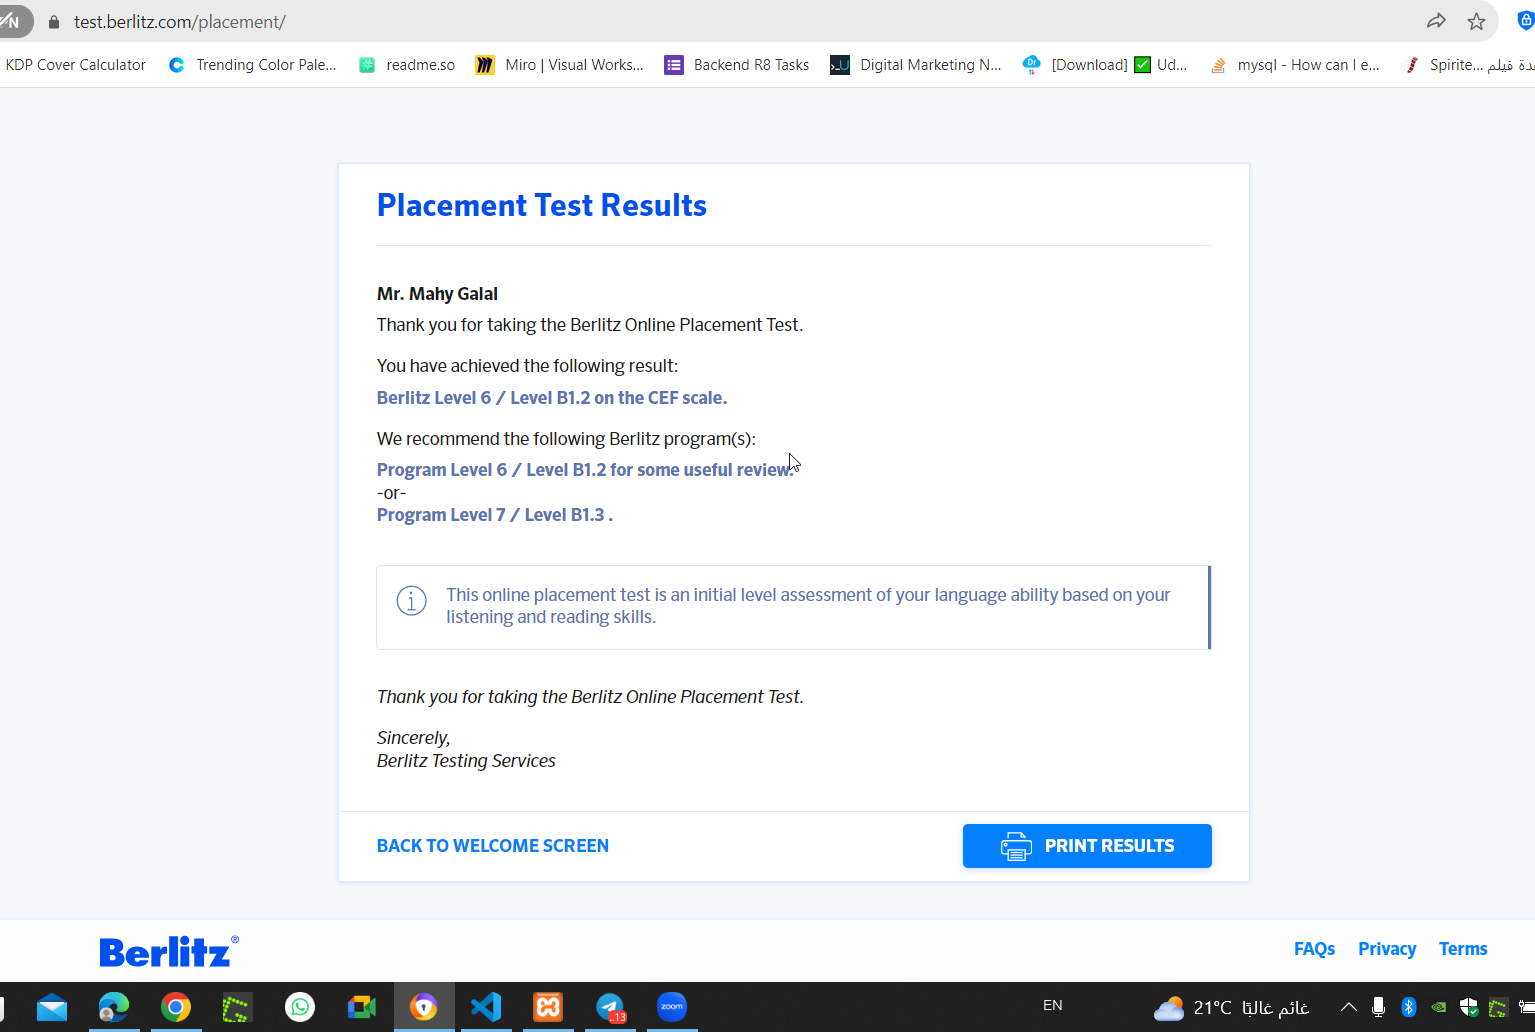 test.berlitz.com/placement/
KDP Cover Calculator
Trending Color Pale...
readme.so
Miro | Visual Works...
Backend R8 Tasks
Digital Marketing N...
[Download] ✅ Ud...
mysql - How can I e...
Spirite... فيلم
Placement Test Results
Mr. Mahy Galal
Thank you for taking the Berlitz Online Placement Test.
You have achieved the following result:
Berlitz Level 6 / Level B1.2 on the CEF scale.
We recommend the following Berlitz program(s):
Program Level 6 / Level B1.2 for some useful review.
-or-
Program Level 7 / Level B1.3 .
This online placement test is an initial level assessment of your language ability based on your
listening and reading skills.
Thank you for taking the Berlitz Online Placement Test.
Sincerely,
Berlitz Testing Services
BACK TO WELCOME SCREEN
PRINT RESULTS
Berlitz®
FAQs
Privacy
Terms
..13
zoom
EN
21°C غائم غالبًا